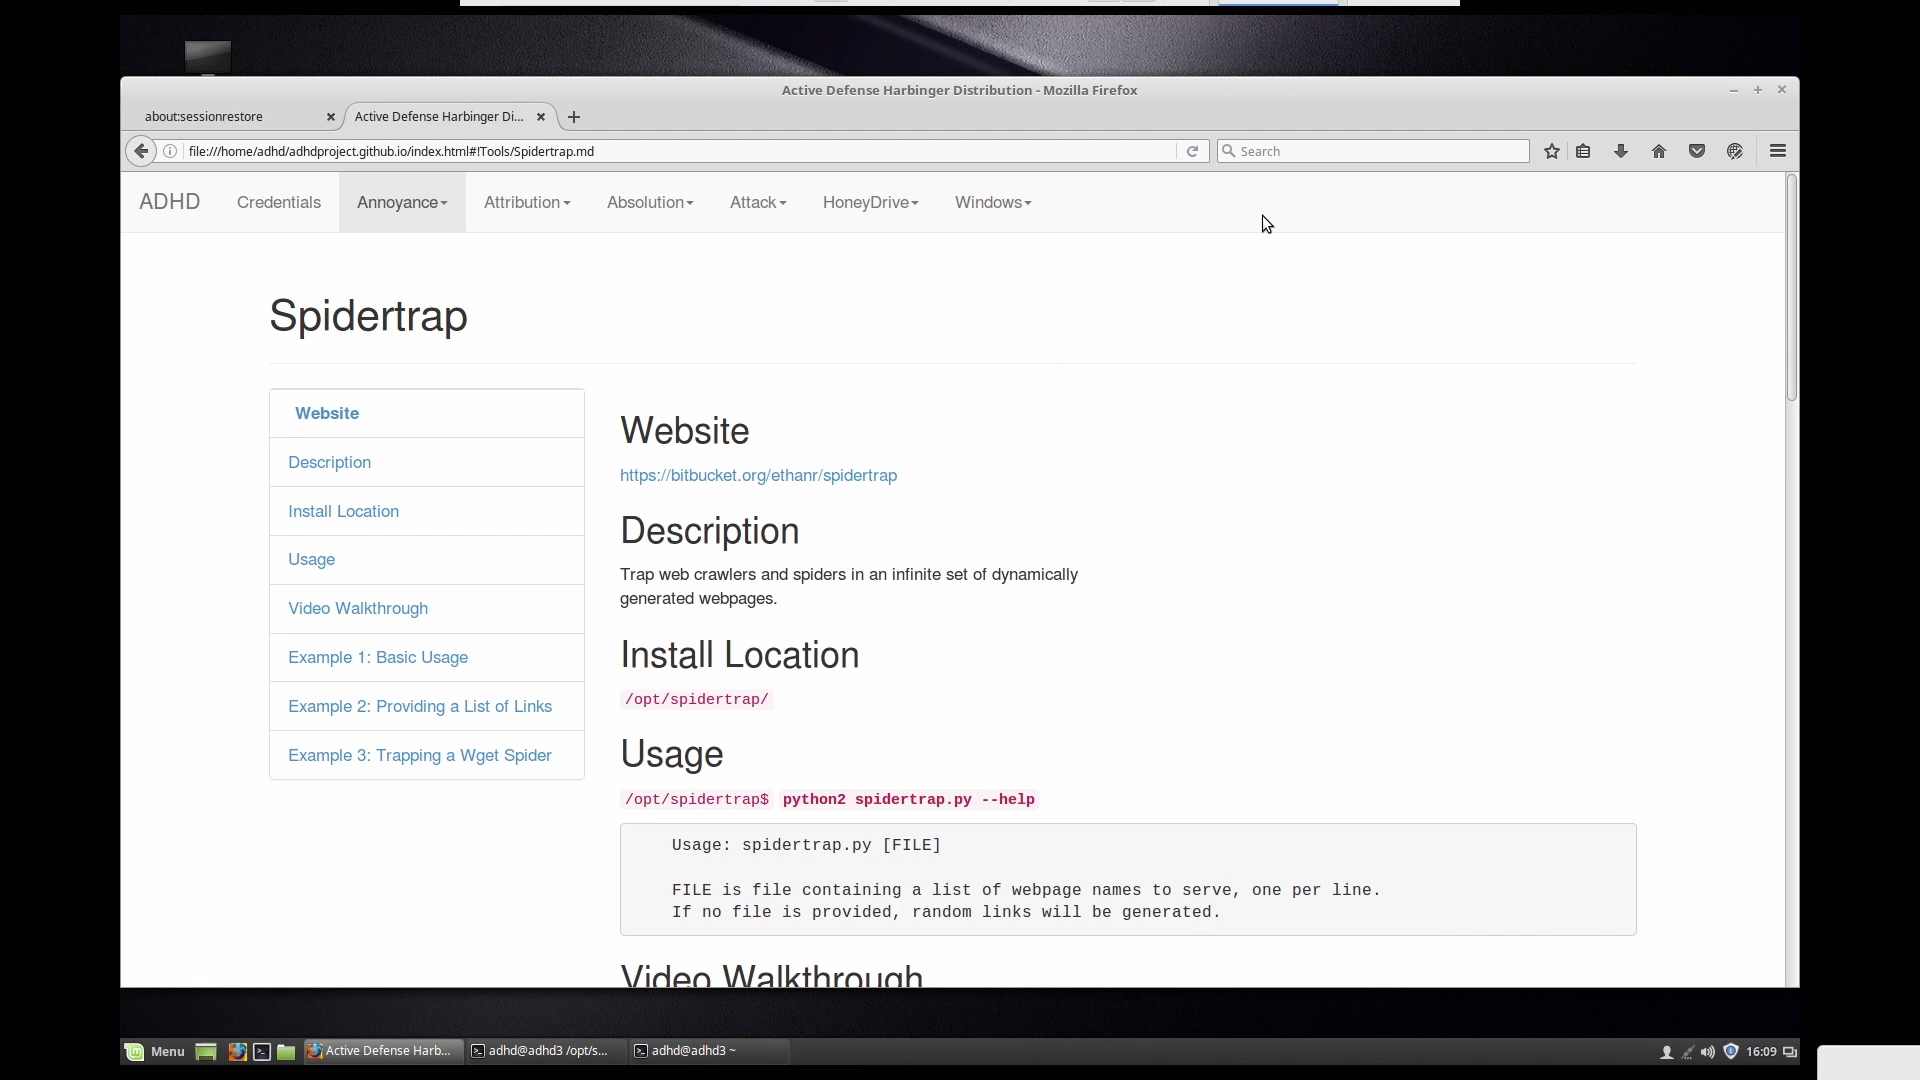 Active Defense Harbinger Distribution - Mozilla Firefox
about:sessionrestore
Active Defense Harbinger Di...
file:///home/adhd/adhdproject.github.io/index.html#!Tools/Spidertrap.md
Search
ADHD Credentials Annoyance Attribution Absolution Attack HoneyDrive Windows
Spidertrap
Website
Description
Install Location
Usage
Video Walkthrough
Example 1: Basic Usage
Example 2: Providing a List of Links
Example 3: Trapping a Wget Spider
Website
https://bitbucket.org/ethanr/spidertrap
Description
Trap web crawlers and spiders in an infinite set of dynamically
generated webpages.
Install Location
/opt/spidertrap/
Usage
/opt/spidertrap$ python2 spidertrap.py --help
Usage: spidertrap.py [FILE]
FILE is file containing a list of webpage names to serve, one per line.
If no file is provided, random links will be generated.
Video Walkthrough
Menu
Active Defense Harb...
adhd@adhd3 /opt/s...
adhd@adhd3 ~
16:09